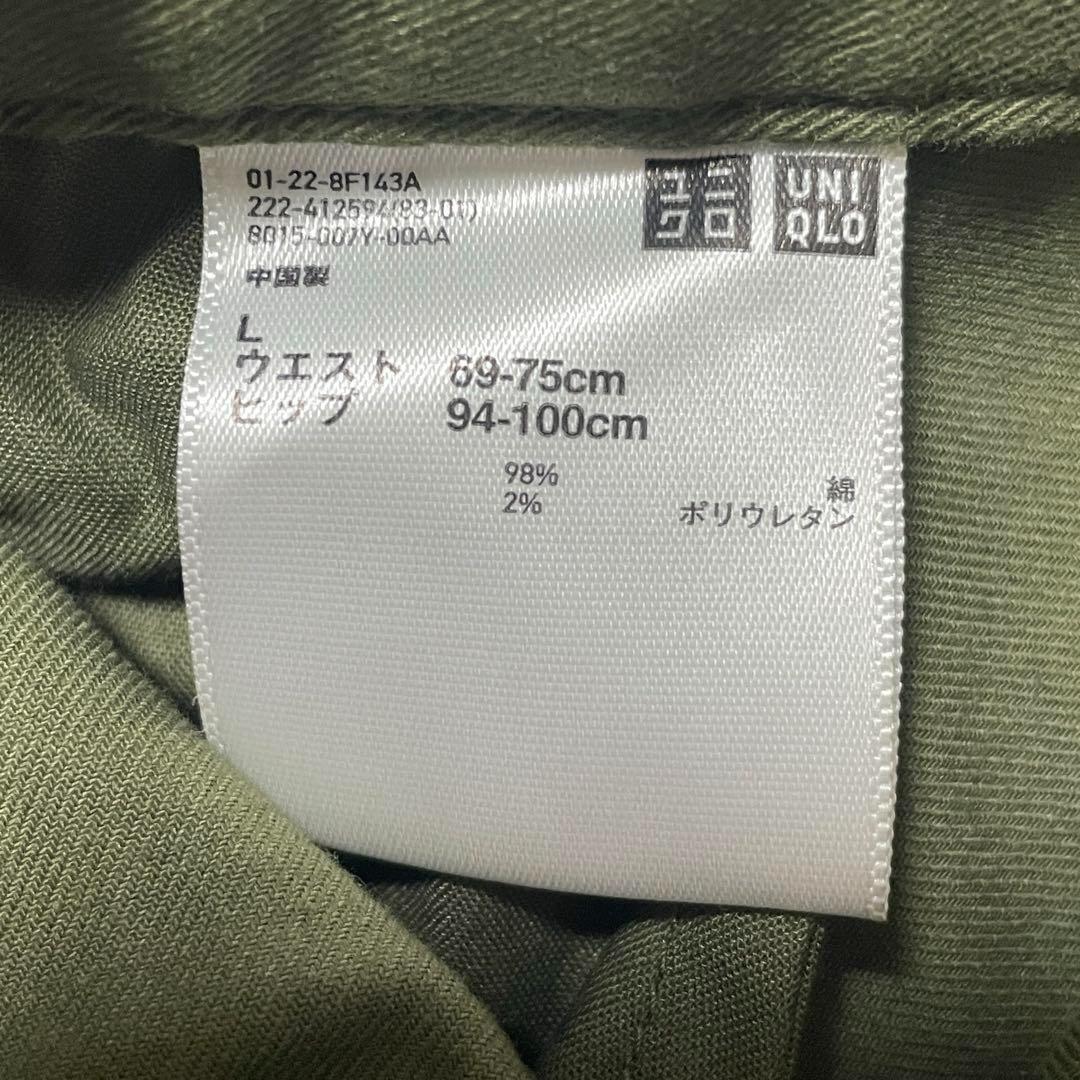 01-22-8F143A
222-412594(83-01)
8015-007Y-00AA
中国製
ユニ
クロ
UNI
QLO
L
ウエスト 69-75cm
ヒップ 94-100cm
98% 綿
2% ポリウレタン